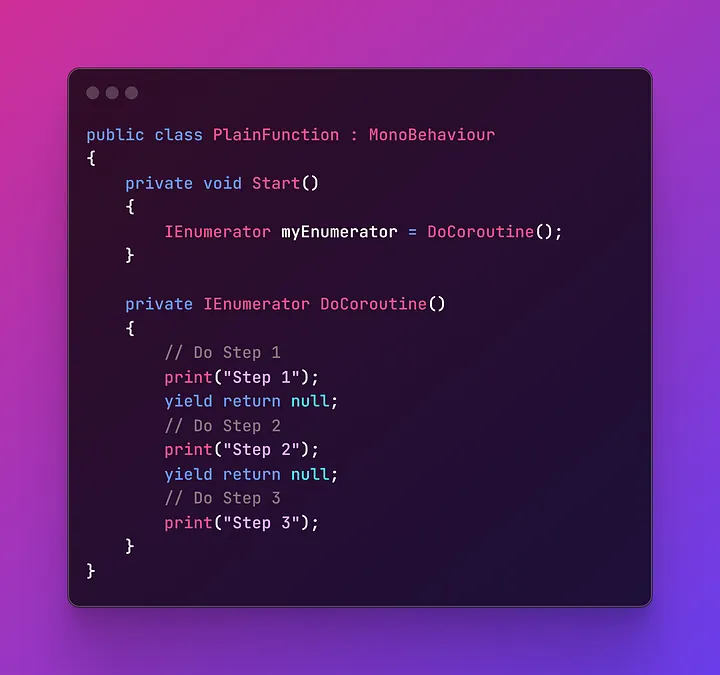 public class PlainFunction : MonoBehaviour
{
    private void Start()
    {
        IEnumerator myEnumerator = DoCoroutine();
    }

    private IEnumerator DoCoroutine()
    {
        // Do Step 1
        print("Step 1");
        yield return null;
        // Do Step 2
        print("Step 2");
        yield return null;
        // Do Step 3
        print("Step 3");
    }
}